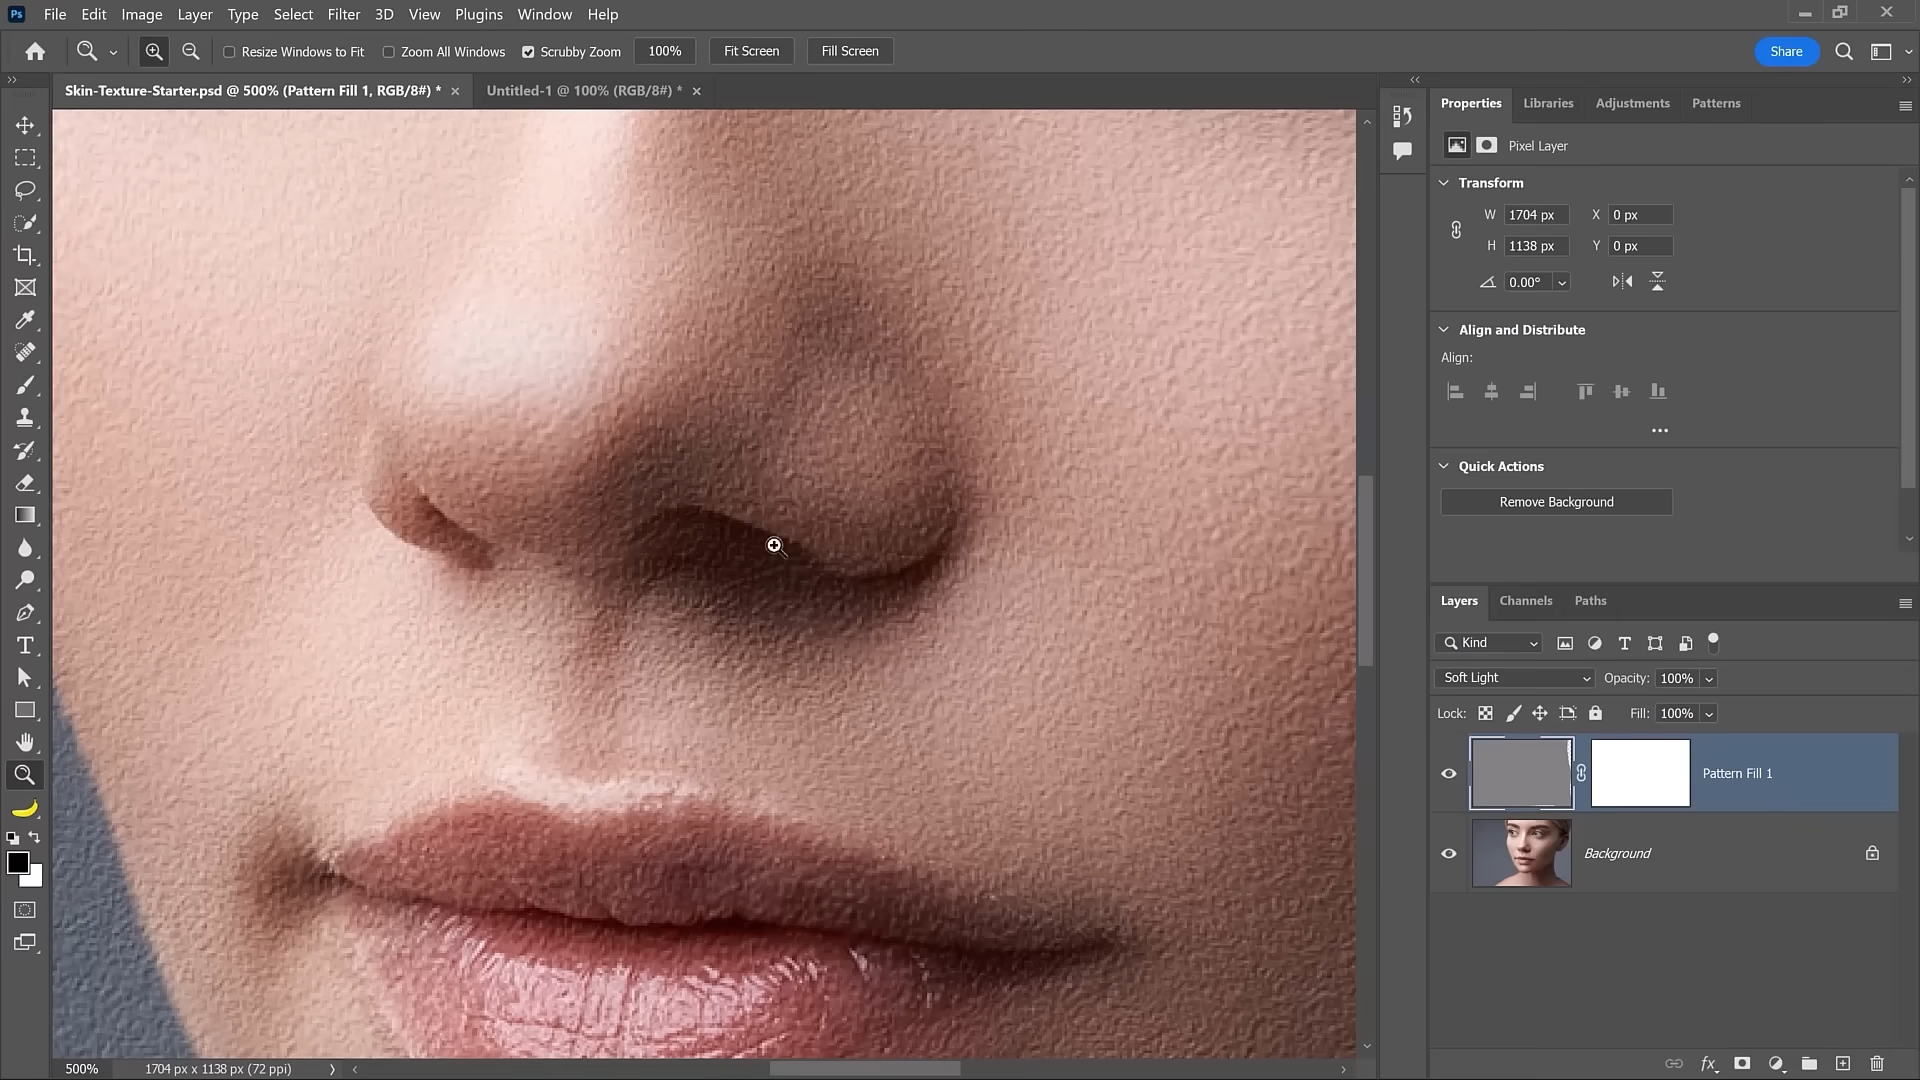 Ps File Edit Image Layer Type Select Filter 3D View Plugins Window Help
Resize Windows to Fit Zoom All Windows Scrubby Zoom 100% Fit Screen Fill Screen Share
Skin-Texture-Starter.psd @ 500% (Pattern Fill 1, RGB/8#) * Untitled-1 @ 100% (RGB/8#) *
Properties Libraries Adjustments Patterns
Pixel Layer
Transform
W 1704 px X 0 px
H 1138 px Y 0 px
0.00°
Align and Distribute
Align:
Quick Actions
Remove Background
Layers Channels Paths
Kind
Soft Light Opacity: 100%
Lock: Fill: 100%
Pattern Fill 1
Background
500% 1704 px x 1138 px (72 ppi)